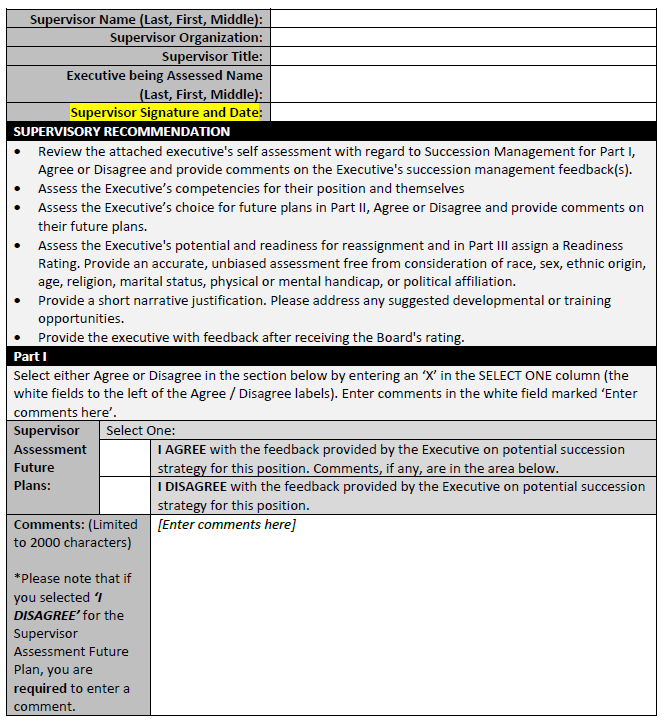 Supervisor Name (Last, First, Middle):
Supervisor Organization:
Supervisor Title:
Executive being Assessed Name
(Last, First, Middle):
Supervisor Signature and Date:
SUPERVISORY RECOMMENDATION
• Review the attached executive's self assessment with regard to Succession Management for Part I,
Agree or Disagree and provide comments on the Executive's succession management feedback(s).
• Assess the Executive's competencies for their position and themselves
• Assess the Executive's choice for future plans in Part II, Agree or Disagree and provide comments on
their future plans.
• Assess the Executive's potential and readiness for reassignment and in Part III assign a Readiness
Rating. Provide an accurate, unbiased assessment free from consideration of race, sex, ethnic origin,
age, religion, marital status, physical or mental handicap, or political affiliation.
• Provide a short narrative justification. Please address any suggested developmental or training
opportunities.
• Provide the executive with feedback after receiving the Board's rating.
Part I
Select either Agree or Disagree in the section below by entering an 'X' in the SELECT ONE column (the
white fields to the left of the Agree / Disagree labels). Enter comments in the white field marked 'Enter
comments here'.
Supervisor
Assessment
Future
Plans:
Select One:
I AGREE with the feedback provided by the Executive on potential succession
strategy for this position. Comments, if any, are in the area below.
I DISAGREE with the feedback provided by the Executive on potential succession
strategy for this position.
Comments: (Limited
to 2000 characters)
*Please note that if
you selected 'I
DISAGREE' for the
Supervisor
Assessment Future
Plan, you are
required to enter a
comment.
[Enter comments here]